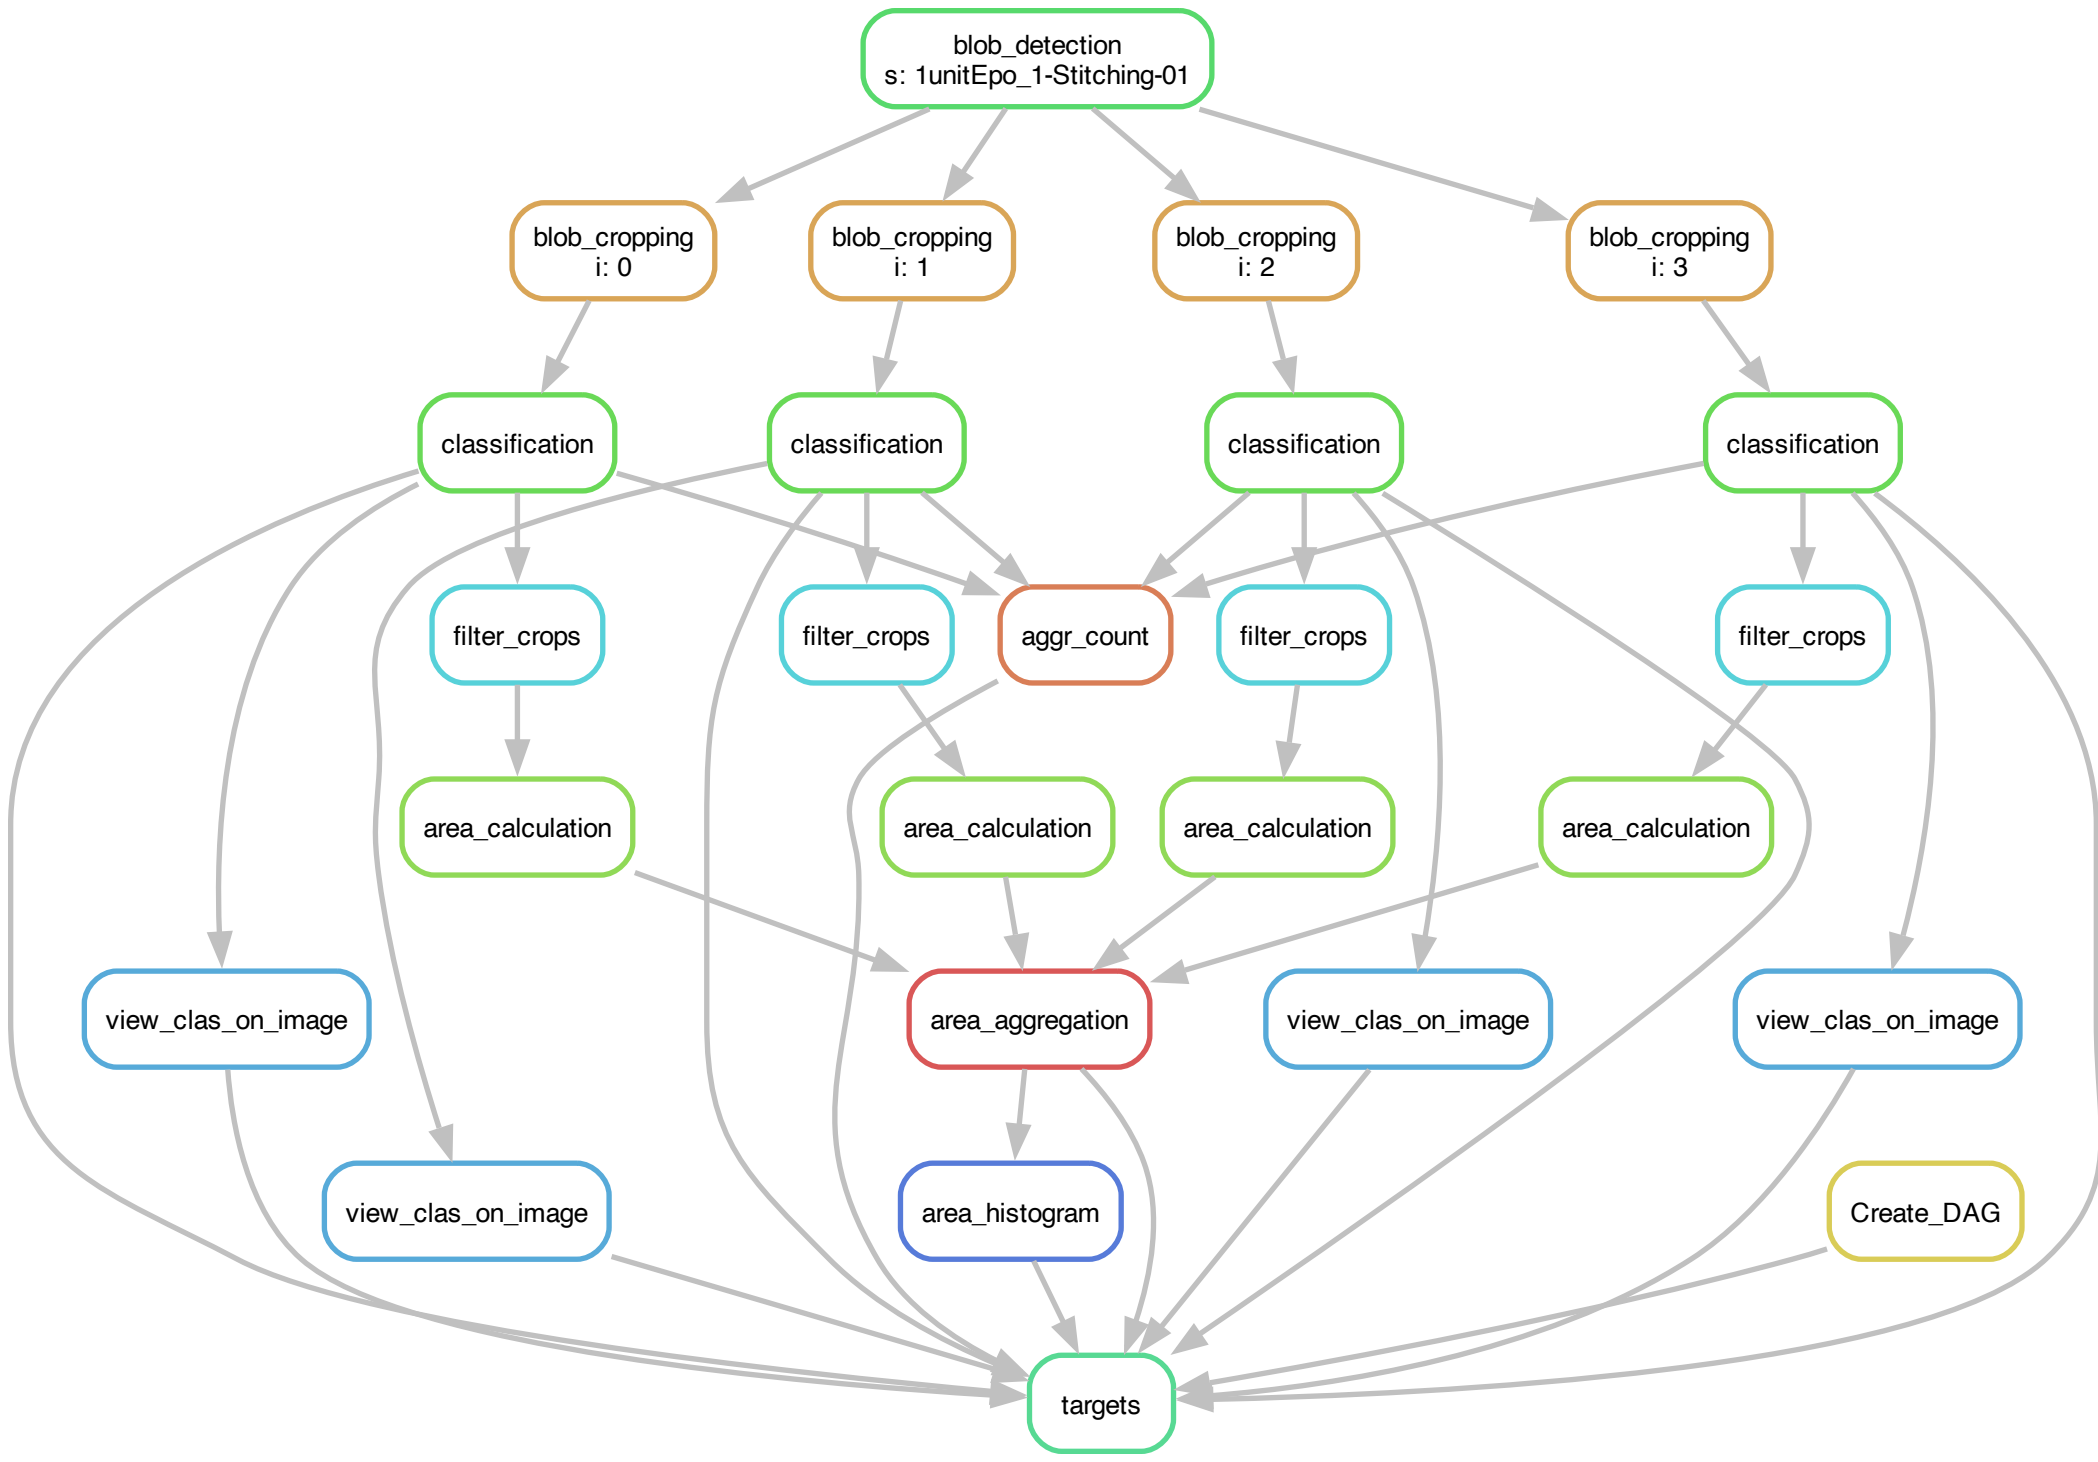 blob_detection
s: 1unitEpo_1-Stitching-01
blob_cropping
i: 0
blob_cropping
i: 1
blob_cropping
i: 2
blob_cropping
i: 3
classification
classification
classification
classification
filter_crops
filter_crops
aggr_count
filter_crops
filter_crops
area_calculation
area_calculation
area_calculation
area_calculation
view_clas_on_image
area_aggregation
view_clas_on_image
view_clas_on_image
view_clas_on_image
area_histogram
Create_DAG
targets